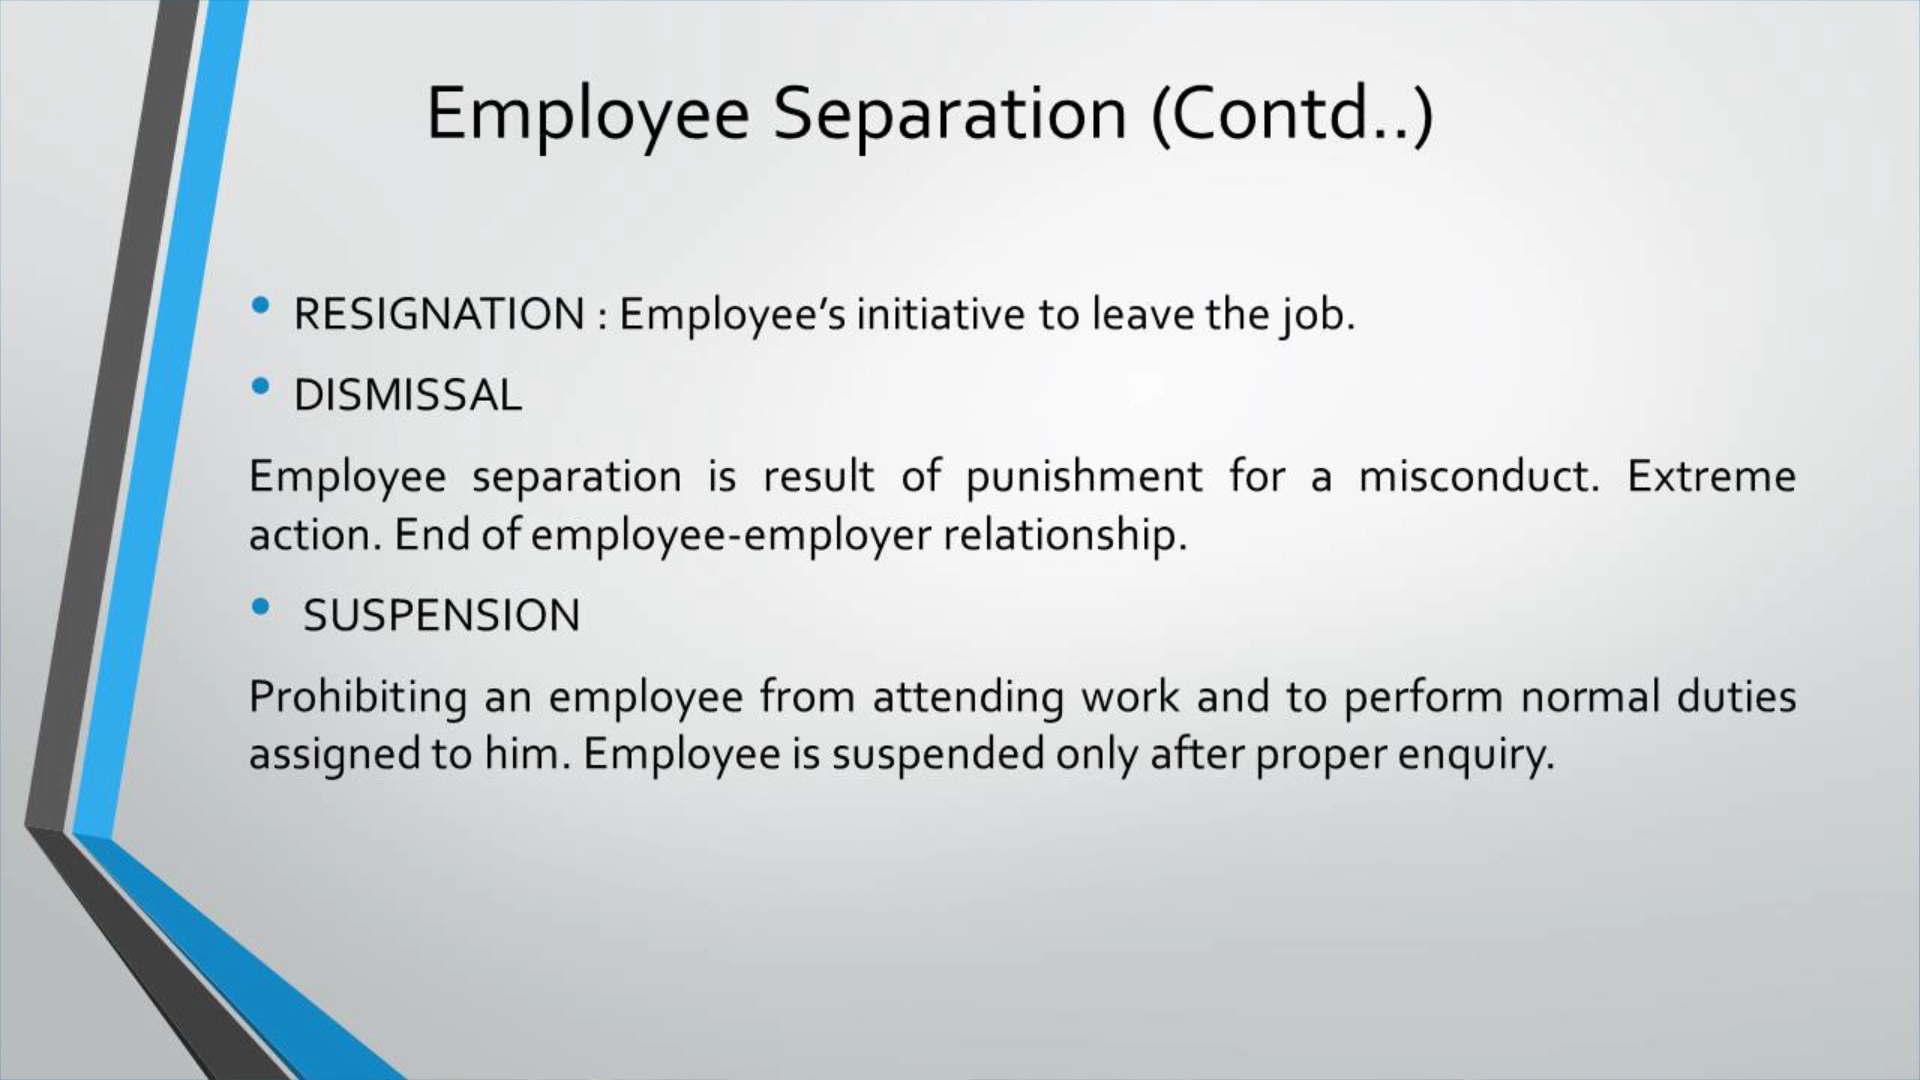 Employee Separation (Contd..)
• RESIGNATION : Employee’s initiative to leave the job.
• DISMISSAL
Employee separation is result of punishment for a misconduct. Extreme
action. End of employee-employer relationship.
• SUSPENSION
Prohibiting an employee from attending work and to perform normal duties
assigned to him. Employee is suspended only after proper enquiry.